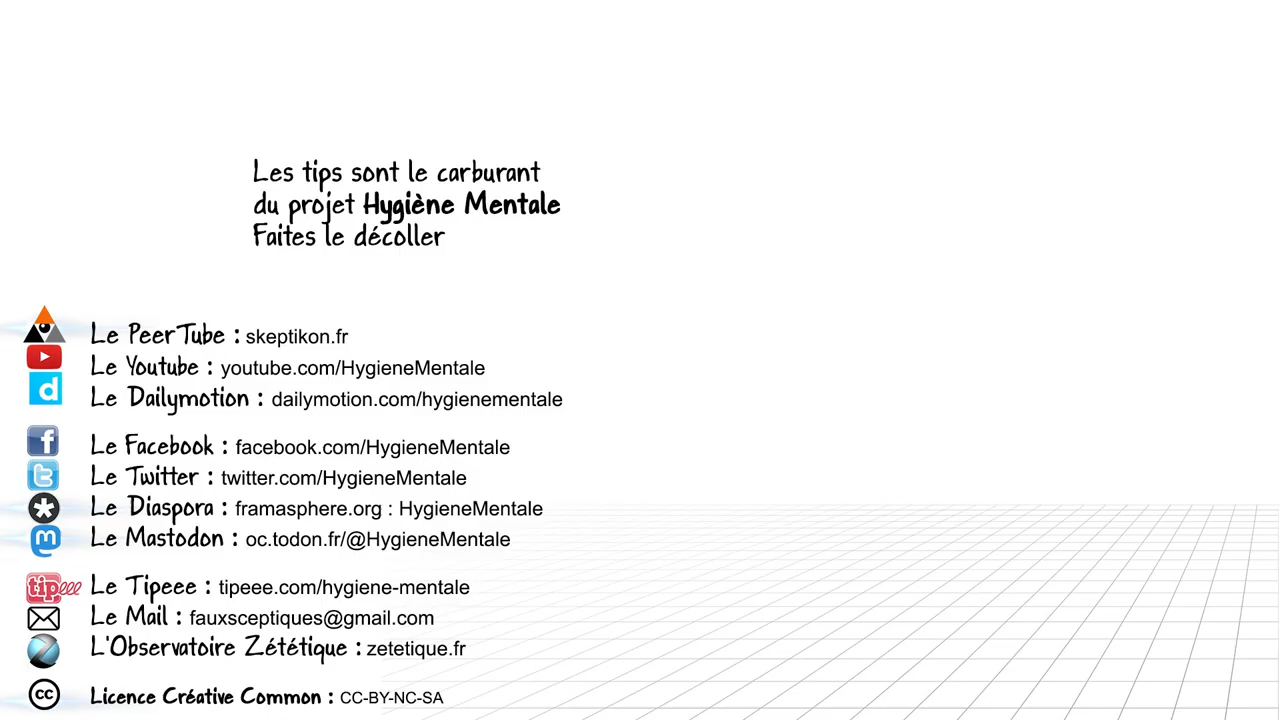 Les tips sont le carburant
du projet Hygiène Mentale
Faites le décoller
Le PeerTube : skeptikon.fr
Le Youtube : youtube.com/HygieneMentale
Le Dailymotion : dailymotion.com/hygienementale
Le Facebook : facebook.com/HygieneMentale
Le Twitter : twitter.com/HygieneMentale
Le Diaspora : framasphere.org : HygieneMentale
Le Mastodon : oc.todon.fr/@HygieneMentale
tipeee Le Tipeee : tipeee.com/hygiene-mentale
Le Mail : fauxsceptiques@gmail.com
L'Observatoire Zététique : zetetique.fr
cc Licence Créative Common : CC-BY-NC-SA